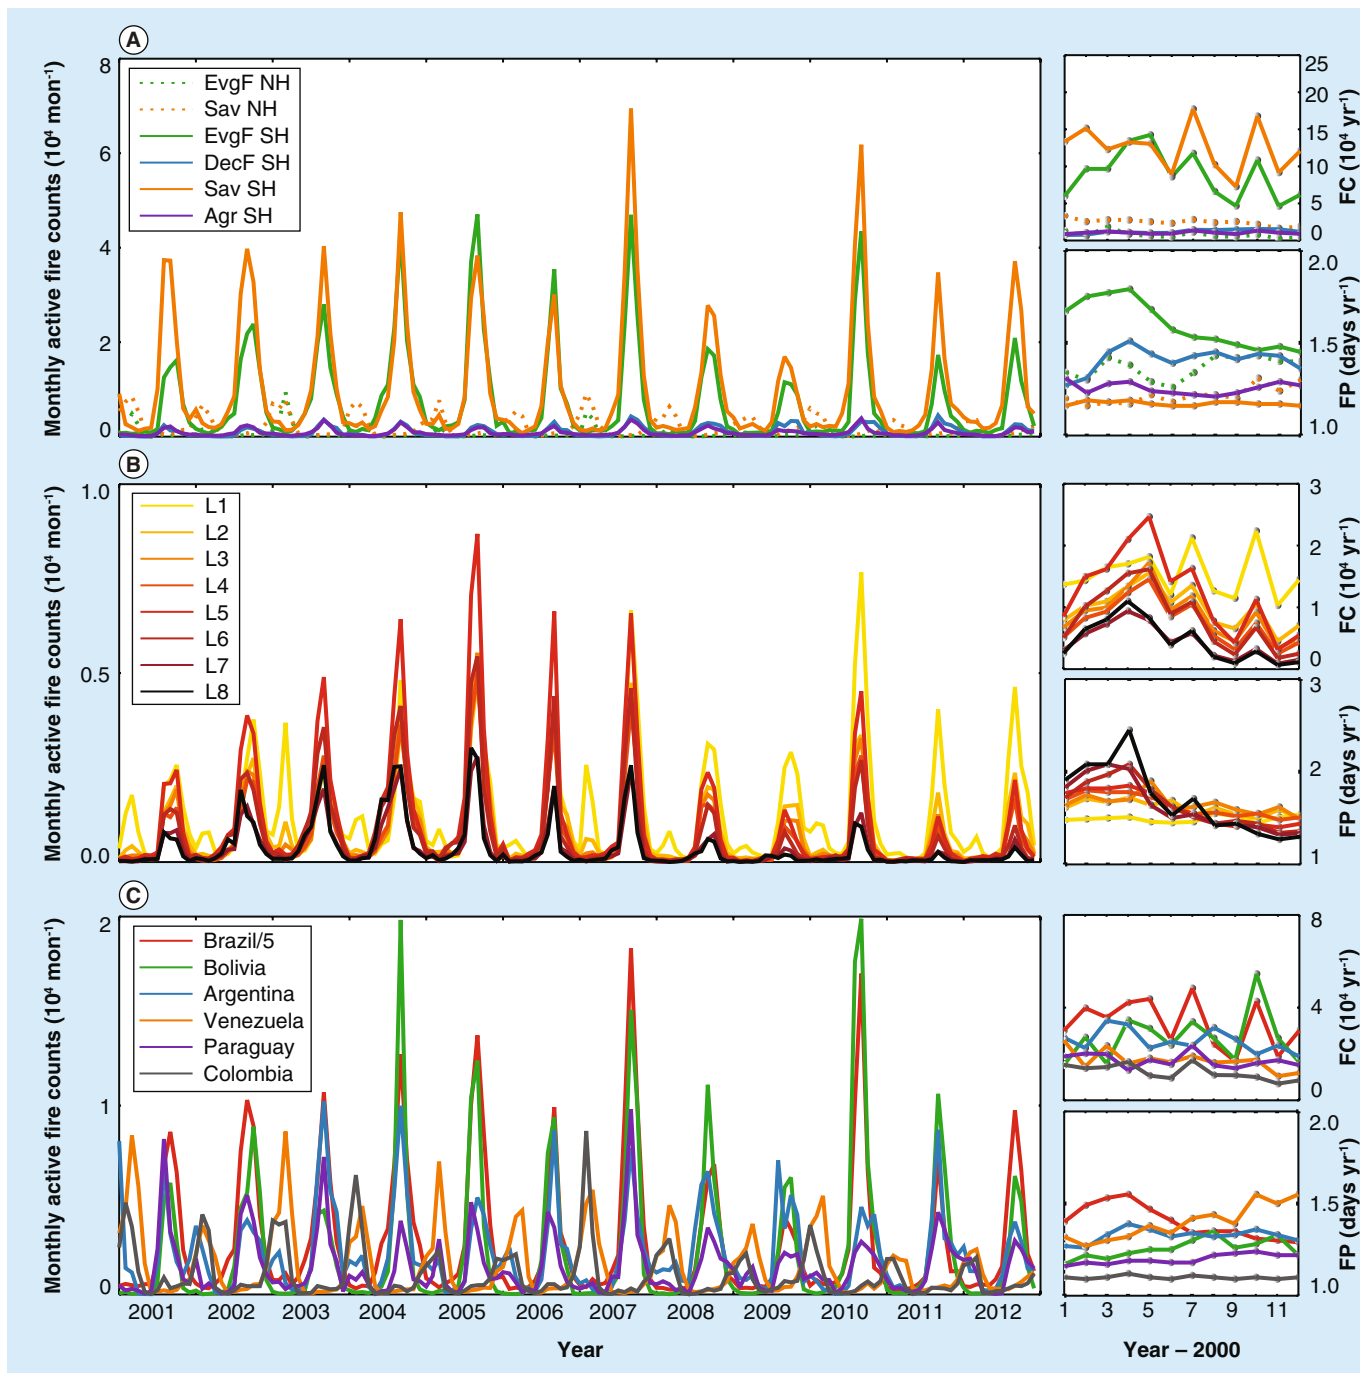 A
Monthly active fire counts (10⁴ mon⁻¹)
8
6
4
2
0
EvgF NH
Sav NH
EvgF SH
DecF SH
Sav SH
Agr SH
25
20
15
10
5
0
FC (10⁴ yr⁻¹)
2.0
1.5
1.0
FP (days yr⁻¹)
B
Monthly active fire counts (10⁴ mon⁻¹)
1.0
0.5
0.0
L1
L2
L3
L4
L5
L6
L7
L8
3
2
1
0
FC (10⁴ yr⁻¹)
3
2
1
FP (days yr⁻¹)
C
Monthly active fire counts (10⁴ mon⁻¹)
2
1
0
Brazil/5
Bolivia
Argentina
Venezuela
Paraguay
Colombia
8
4
0
FC (10⁴ yr⁻¹)
2.0
1.5
1.0
FP (days yr⁻¹)
2001 2002 2003 2004 2005 2006 2007 2008 2009 2010 2011 2012
1 3 5 7 9 11
Year
Year – 2000